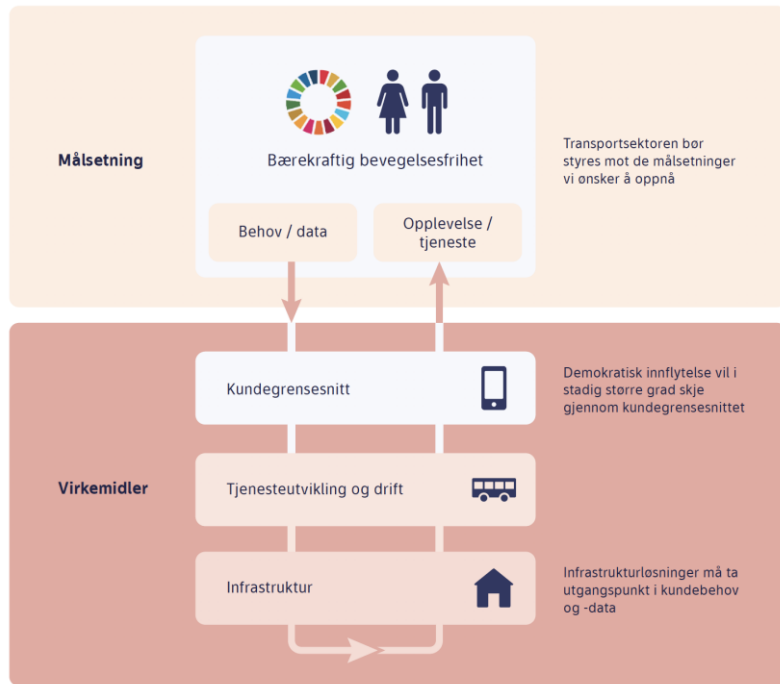 Målsetning
Bærekraftig bevegelsesfrihet
Behov / data
Opplevelse /
tjeneste
Transportsektoren bør
styres mot de målsetninger
vi ønsker å oppnå
Virkemidler
Kundegrensesnitt
Demokratisk innflytelse vil i
stadig større grad skje
gjennom kundegrensesnittet
Tjenesteutvikling og drift
Infrastruktur
Infrastrukturløsninger må ta
utgangspunkt i kundebehov
og -data